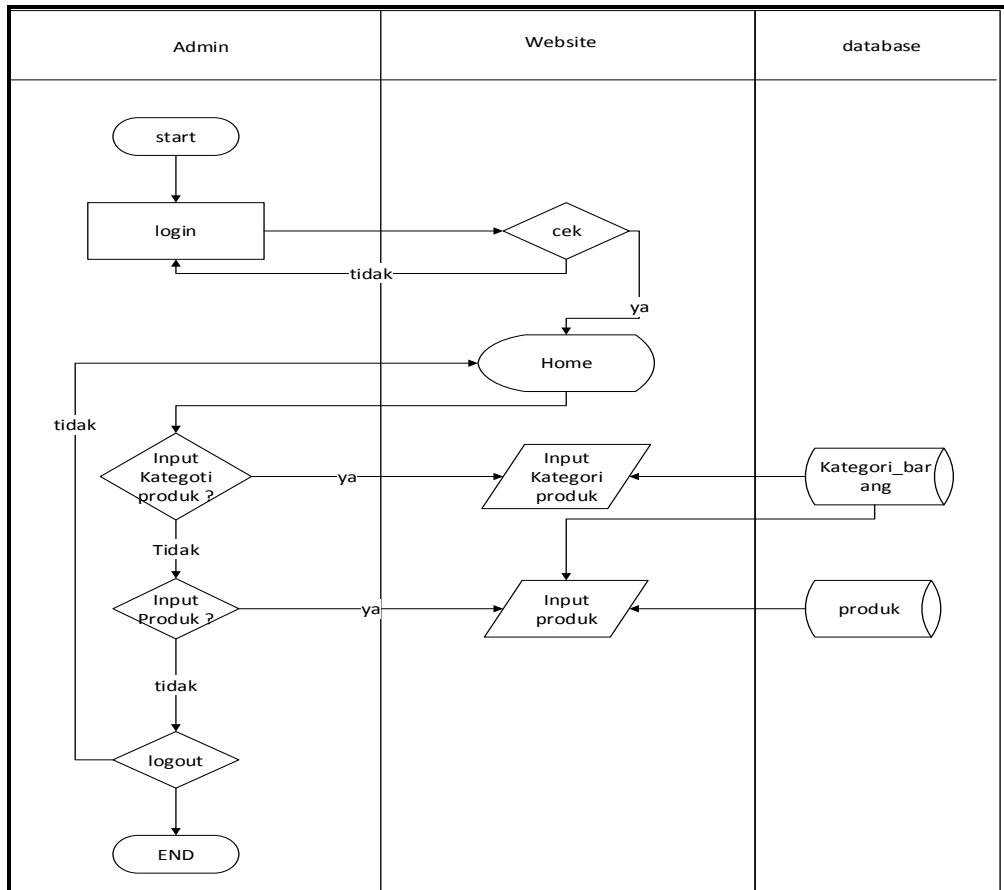 Admin
Website
database
start
login
cek
tidak
ya
Home
tidak
Input
Kategoti
produk ?
ya
Input
Kategori
produk
Kategori_bar
ang
Tidak
Input
Produk ?
ya
Input
produk
produk
tidak
logout
END